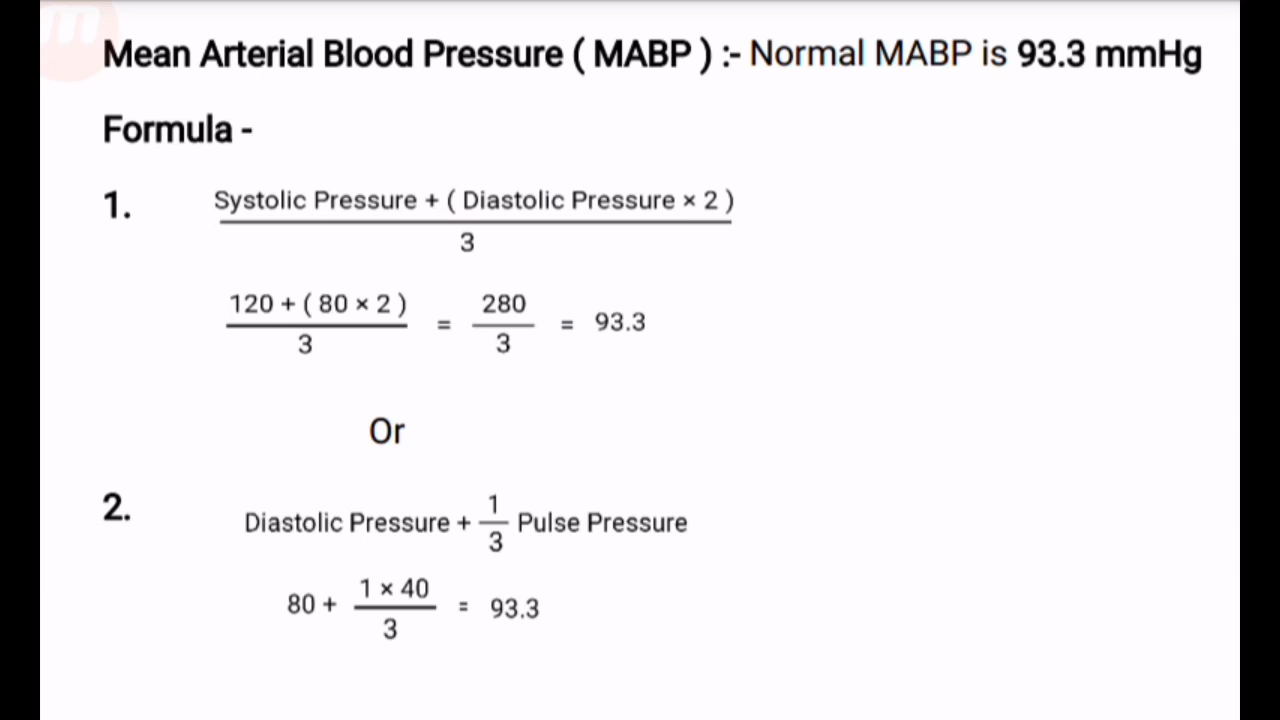 Mean Arterial Blood Pressure ( MABP ) :- Normal MABP is 93.3 mmHg
Formula -
1.
Systolic Pressure + ( Diastolic Pressure × 2 )
3
120 + ( 80 × 2 )
3
=
280
3
= 93.3
Or
2.
Diastolic Pressure + 1/3 Pulse Pressure
80 +
1 × 40
3
= 93.3